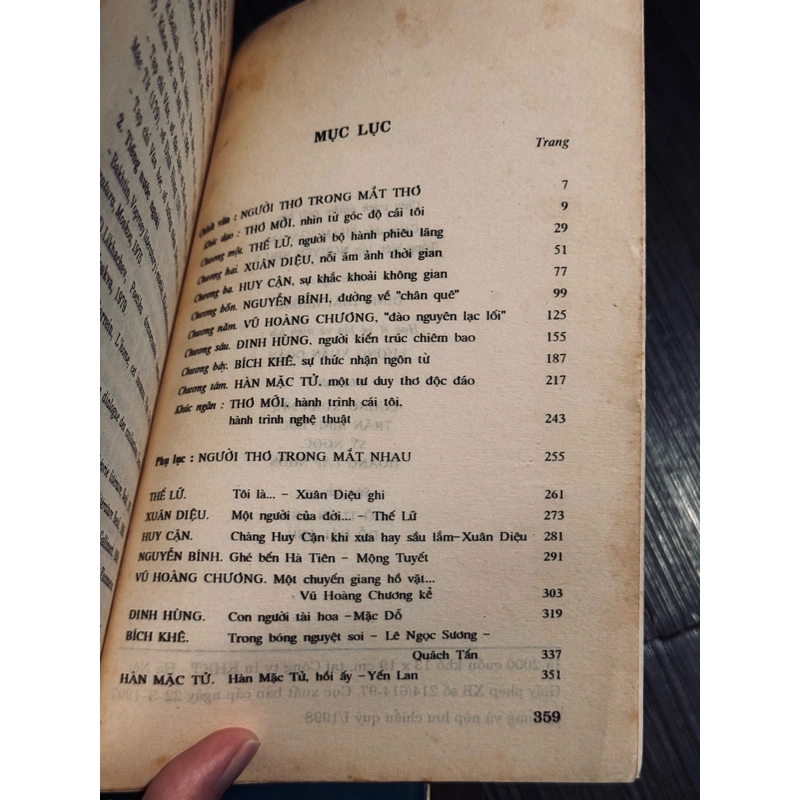 MỤC LỤC
Trang
Chính văn : NGƯỜI THƠ TRONG MẮT THƠ 7
Khúc dạo : THƠ MỚI, nhìn từ góc độ cái tôi 9
Chương một. THẾ LỮ, người bộ hành phiêu lãng 29
Chương hai. XUÂN DIỆU, nỗi ám ảnh thời gian 51
Chương ba. HUY CẬN, sự khắc khoải không gian 77
Chương bốn. NGUYỄN BÍNH, đường về "chân quê" 99
Chương năm. VŨ HOÀNG CHƯƠNG, "đào nguyên lạc lối" 125
Chương sáu. DINH HÙNG, người kiến trúc chiêm bao 155
Chương bảy. BÍCH KHÊ, sự thức nhận ngôn từ 187
Chương tám. HÀN MẶC TỬ, một tư duy thơ độc đáo 217
Khúc ngân : THƠ MỚI, hành trình cái tôi,
hành trình nghệ thuật 243
Phụ lục : NGƯỜI THƠ TRONG MẮT NHAU 255
THẾ LỮ. Tôi là... – Xuân Diệu ghi 261
XUÂN DIỆU. Một người của đời... – Thế Lữ 273
HUY CẬN. Chàng Huy Cận khi xưa hay sầu lắm–Xuân Diệu 281
NGUYỄN BÍNH. Ghé bến Hà Tiên – Mộng Tuyết 291
VŨ HOÀNG CHƯƠNG. Một chuyến giang hồ vặt...
Vũ Hoàng Chương kể 303
DINH HÙNG. Con người tài hoa –Mặc Dỗ 319
BÍCH KHÊ. Trong bóng nguyệt soi – Lê Ngọc Sương –
Quách Tấn 337
HÀN MẶC TỬ. Hàn Mặc Tử, hồi ấy –Yến Lan 351
359
2. Tiếng nước ngoài